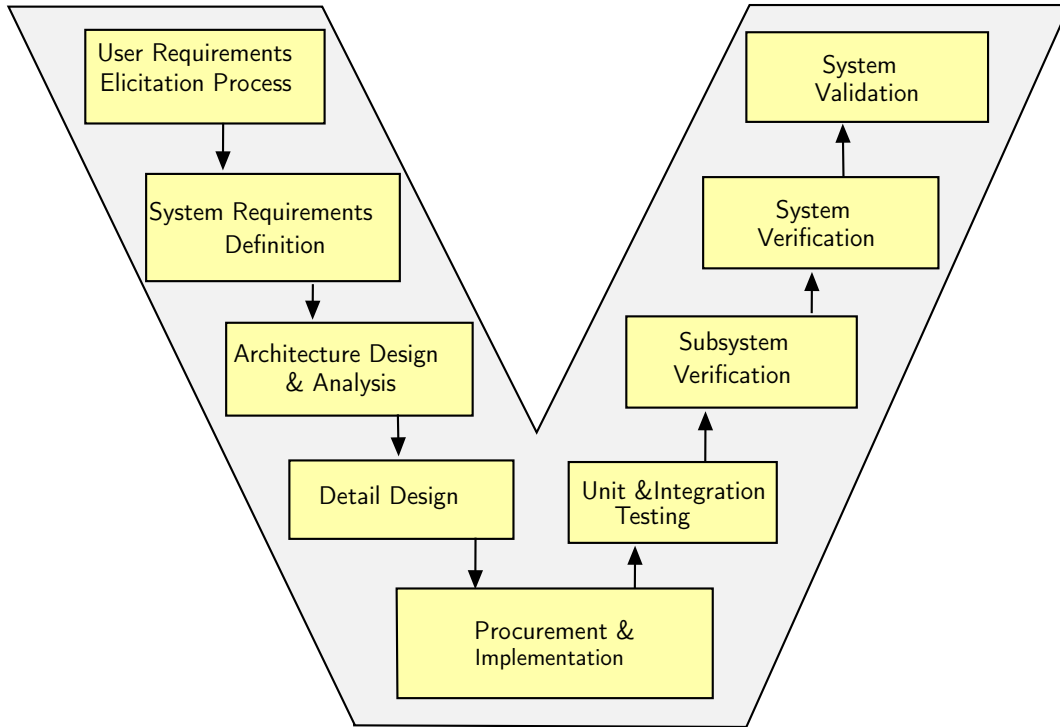 User Requirements
Elicitation Process
System Requirements
Definition
Architecture Design
& Analysis
Detail Design
Procurement &
Implementation
Unit &Integration
Testing
Subsystem
Verification
System
Verification
System
Validation